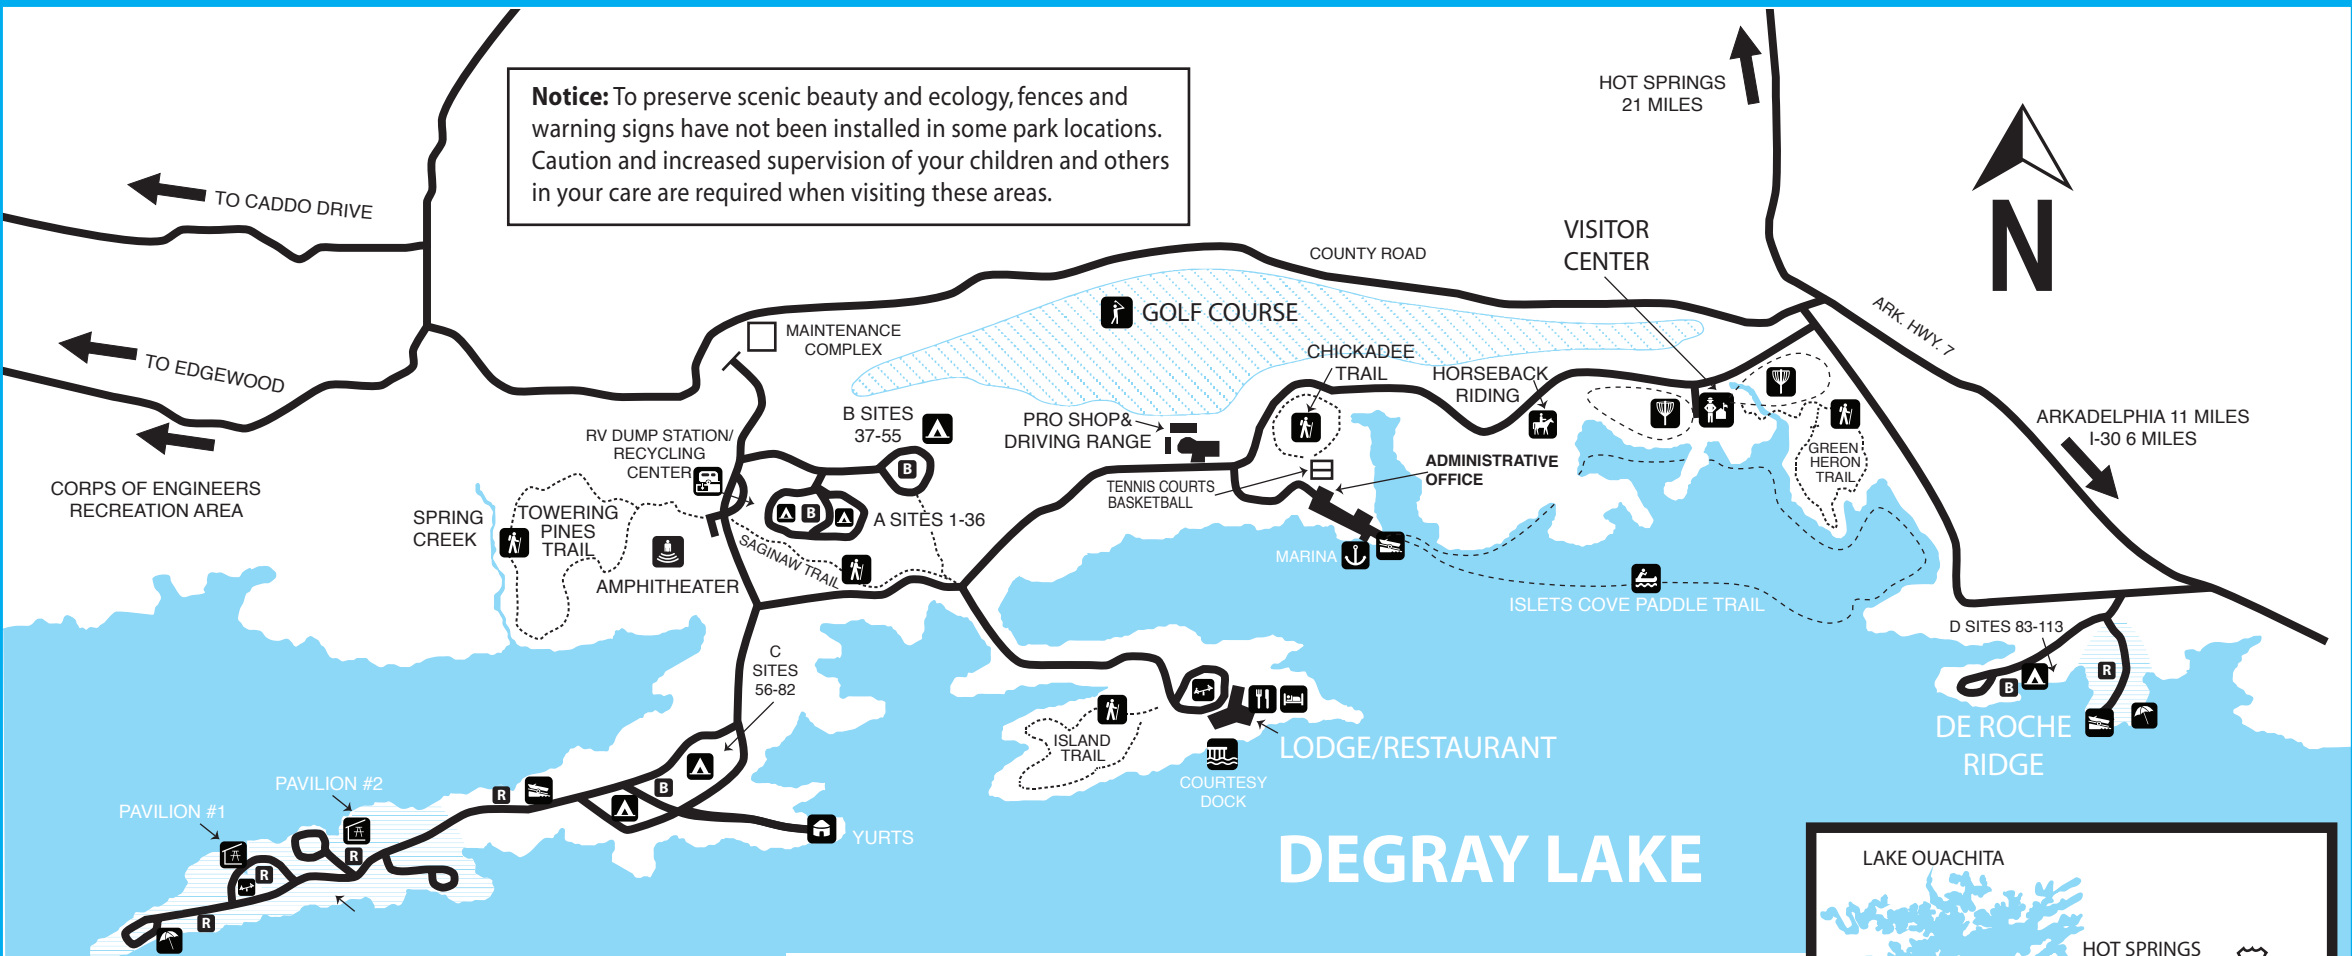 Notice: To preserve scenic beauty and ecology, fences and
warning signs have not been installed in some park locations.
Caution and increased supervision of your children and others
in your care are required when visiting these areas.
HOT SPRINGS
21 MILES
N
TO CADDO DRIVE
VISITOR
CENTER
COUNTY ROAD
ARK. HWY. 7
GOLF COURSE
MAINTENANCE
COMPLEX
TO EDGEWOOD
CHICKADEE
TRAIL
HORSEBACK
RIDING
B SITES
37-55
PRO SHOP&
DRIVING RANGE
ARKADELPHIA 11 MILES
I-30 6 MILES
RV DUMP STATION/
RECYCLING
CENTER
B
GREEN
HERON
TRAIL
ADMINISTRATIVE
OFFICE
TENNIS COURTS
BASKETBALL
CORPS OF ENGINEERS
RECREATION AREA
SPRING
CREEK
TOWERING
PINES
TRAIL
B
A SITES 1-36
SAGINAW TRAIL
MARINA
AMPHITHEATER
ISLETS COVE PADDLE TRAIL
D SITES 83-113
R
B
C
SITES
56-82
DE ROCHE
RIDGE
ISLAND
TRAIL
LODGE/RESTAURANT
COURTESY
DOCK
PAVILION #2
R
B
PAVILION #1
YURTS
R
R
R
DEGRAY LAKE
LAKE OUACHITA
HOT SPRINGS